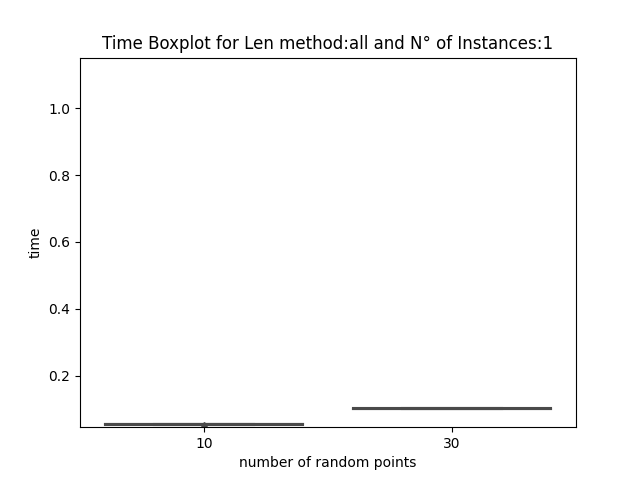 Time Boxplot for Len method:all and N° of Instances:1
1.0
0.8
0.6
0.4
0.2
time
10 30
number of random points